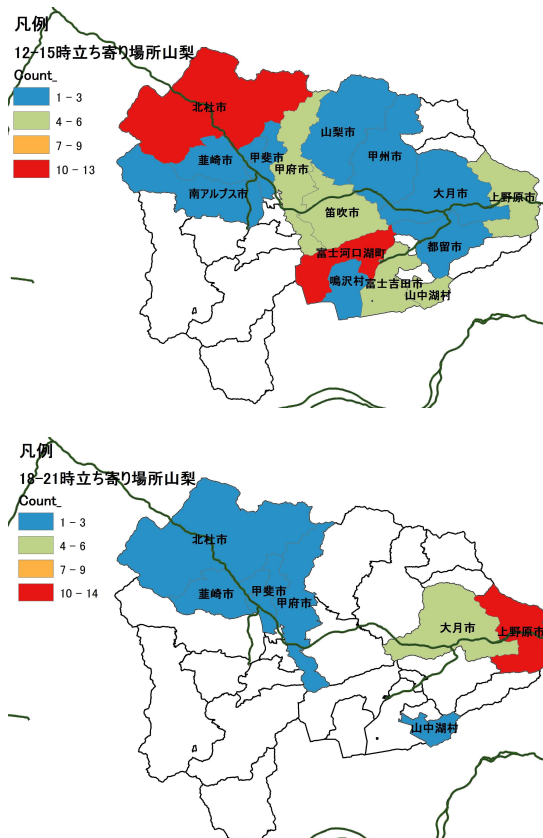 凡例
12-15時立ち寄り場所山梨
Count_
1 - 3
4 - 6
7 - 9
10 - 13
北杜市
山梨市
韮崎市
甲斐市
甲府市
甲州市
南アルプス市
大月市
上野原市
笛吹市
都留市
富士河口湖町
鳴沢村
富士吉田市
山中湖村
凡例
18-21時立ち寄り場所山梨
Count_
1 - 3
4 - 6
7 - 9
10 - 14
北杜市
韮崎市
甲斐市
甲府市
大月市
上野原市
山中湖村